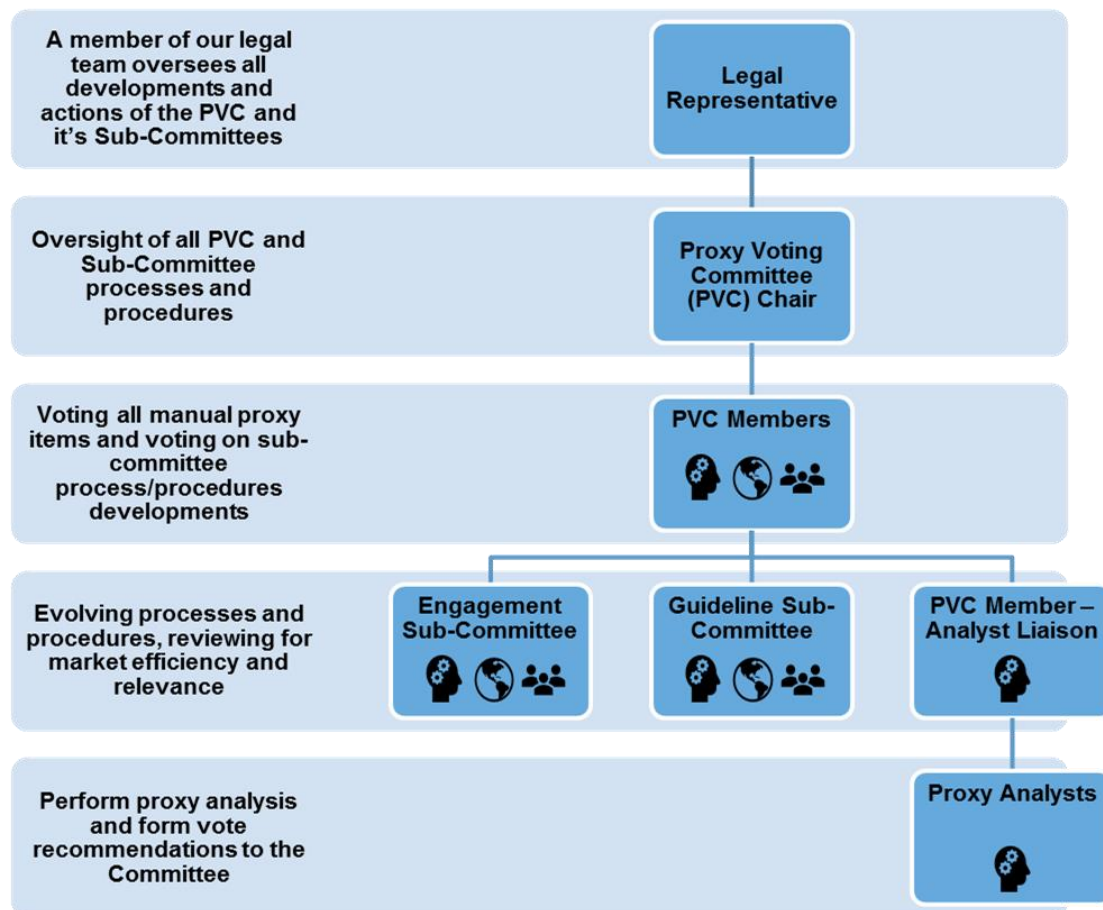 A member of our legal
team oversees all
developments and
actions of the PVC and
it's Sub-Committees
Legal
Representative
Oversight of all PVC and
Sub-Committee
processes and
procedures
Proxy Voting
Committee
(PVC) Chair
Voting all manual proxy
items and voting on sub-
committee
process/procedures
developments
PVC Members
Evolving processes and
procedures, reviewing for
market efficiency and
relevance
Engagement
Sub-Committee
Guideline Sub-
Committee
PVC Member –
Analyst Liaison
Perform proxy analysis
and form vote
recommendations to the
Committee
Proxy Analysts